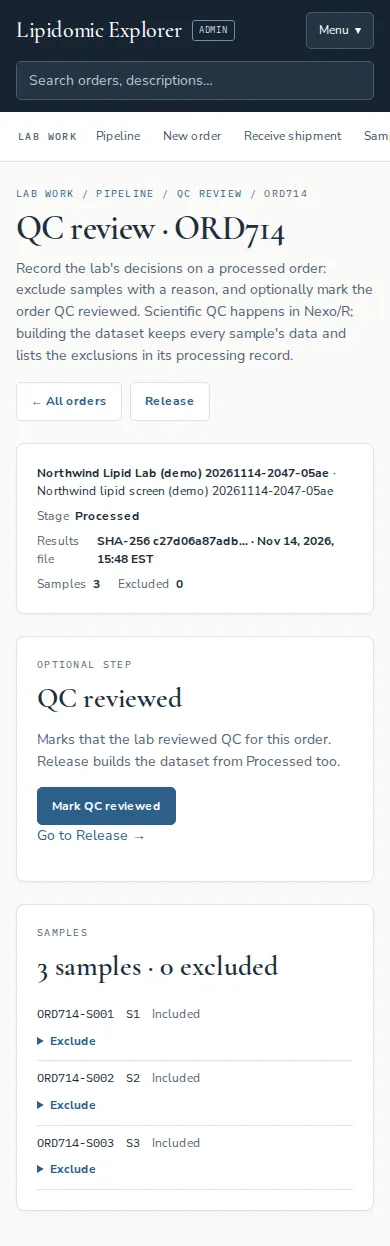 Lipidomic Explorer ADMIN Menu ▾
Search orders, descriptions...
LAB WORK Pipeline New order Receive shipment Sam
LAB WORK / PIPELINE / QC REVIEW / ORD714
QC review · ORD714
Record the lab's decisions on a processed order:
exclude samples with a reason, and optionally mark the
order QC reviewed. Scientific QC happens in Nexo/R;
building the dataset keeps every sample's data and
lists the exclusions in its processing record.
← All orders Release
Northwind Lipid Lab (demo) 20261114-2047-05ae ·
Northwind lipid screen (demo) 20261114-2047-05ae
Stage Processed
Results file SHA-256 c27d06a87adb... · Nov 14, 2026,
15:48 EST
Samples 3 Excluded 0
OPTIONAL STEP
QC reviewed
Marks that the lab reviewed QC for this order.
Release builds the dataset from Processed too.
Mark QC reviewed
Go to Release →
SAMPLES
3 samples · 0 excluded
ORD714-S001 S1 Included
▶ Exclude
ORD714-S002 S2 Included
▶ Exclude
ORD714-S003 S3 Included
▶ Exclude